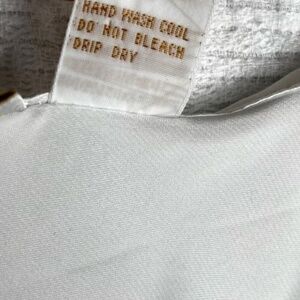 HAND WASH COOL
DO NOT BLEACH
DRIP DRY